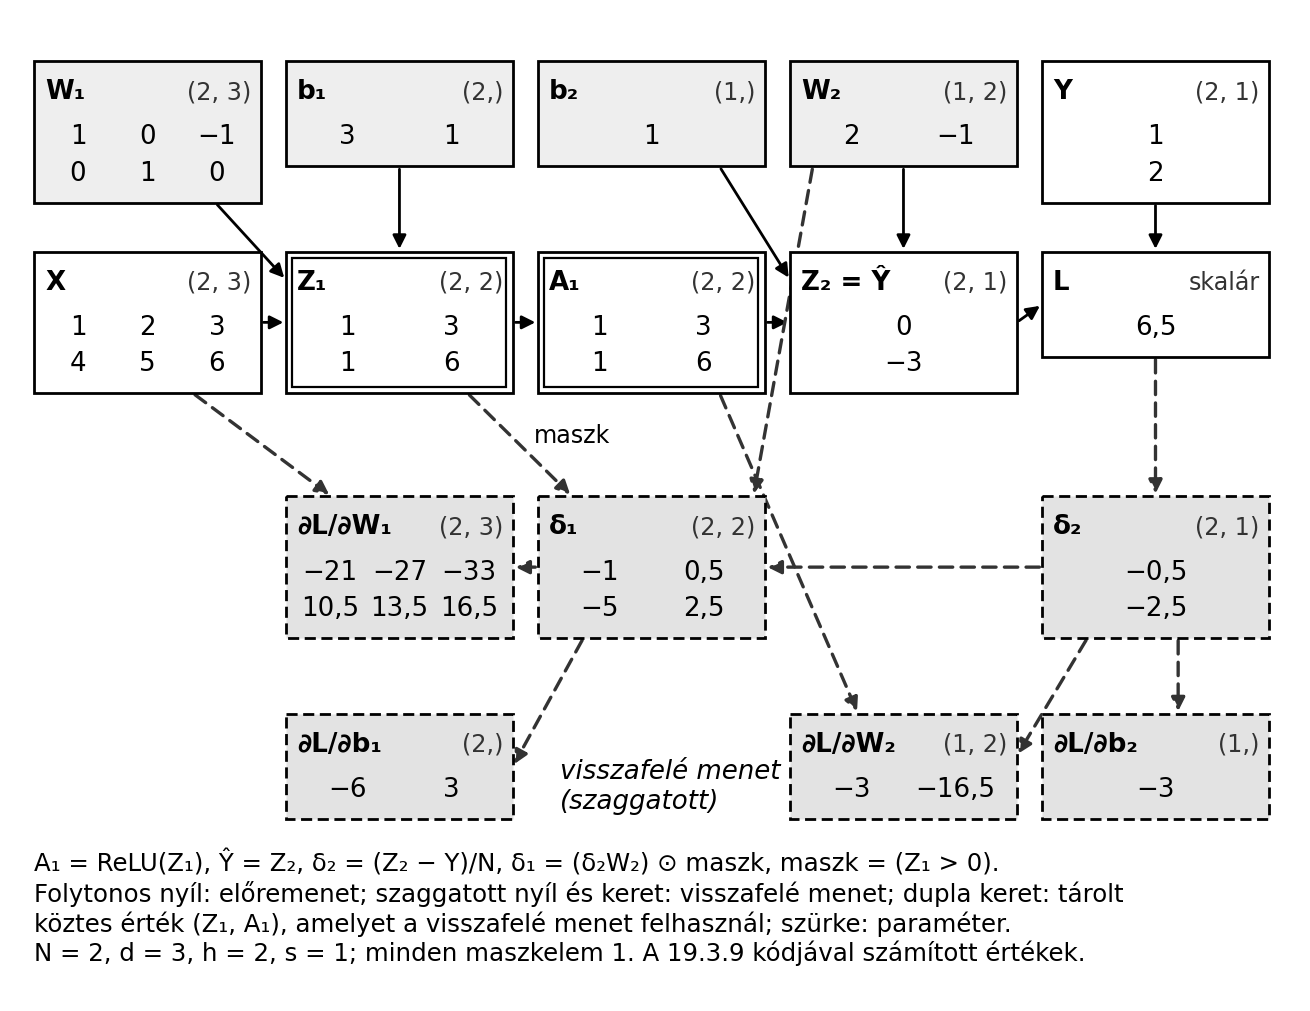 W₁ (2, 3) b₁ (2,) b₂ (1,) W₂ (1, 2) Y (2, 1)
1 0 −1 3 1 1 2 −1 1
0 1 0 2
X (2, 3) Z₁ (2, 2) A₁ (2, 2) Z₂ = Ŷ (2, 1) L skalár
1 2 3 1 3 1 3 0 6,5
4 5 6 1 6 1 6 −3
maszk
∂L/∂W₁ (2, 3) δ₁ (2, 2) δ₂ (2, 1)
−21 −27 −33 −1 0,5 −0,5
10,5 13,5 16,5 −5 2,5 −2,5
∂L/∂b₁ (2,) ∂L/∂W₂ (1, 2) ∂L/∂b₂ (1,)
−6 3 −3 −16,5 −3
visszafelé menet
(szaggatott)
A₁ = ReLU(Z₁), Ŷ = Z₂, δ₂ = (Z₂ − Y)/N, δ₁ = (δ₂W₂) ⊙ maszk, maszk = (Z₁ > 0).
Folytonos nyíl: előremenet; szaggatott nyíl és keret: visszafelé menet; dupla keret: tárolt
köztes érték (Z₁, A₁), amelyet a visszafelé menet felhasznál; szürke: paraméter.
N = 2, d = 3, h = 2, s = 1; minden maszkelem 1. A 19.3.9 kódjával számított értékek.